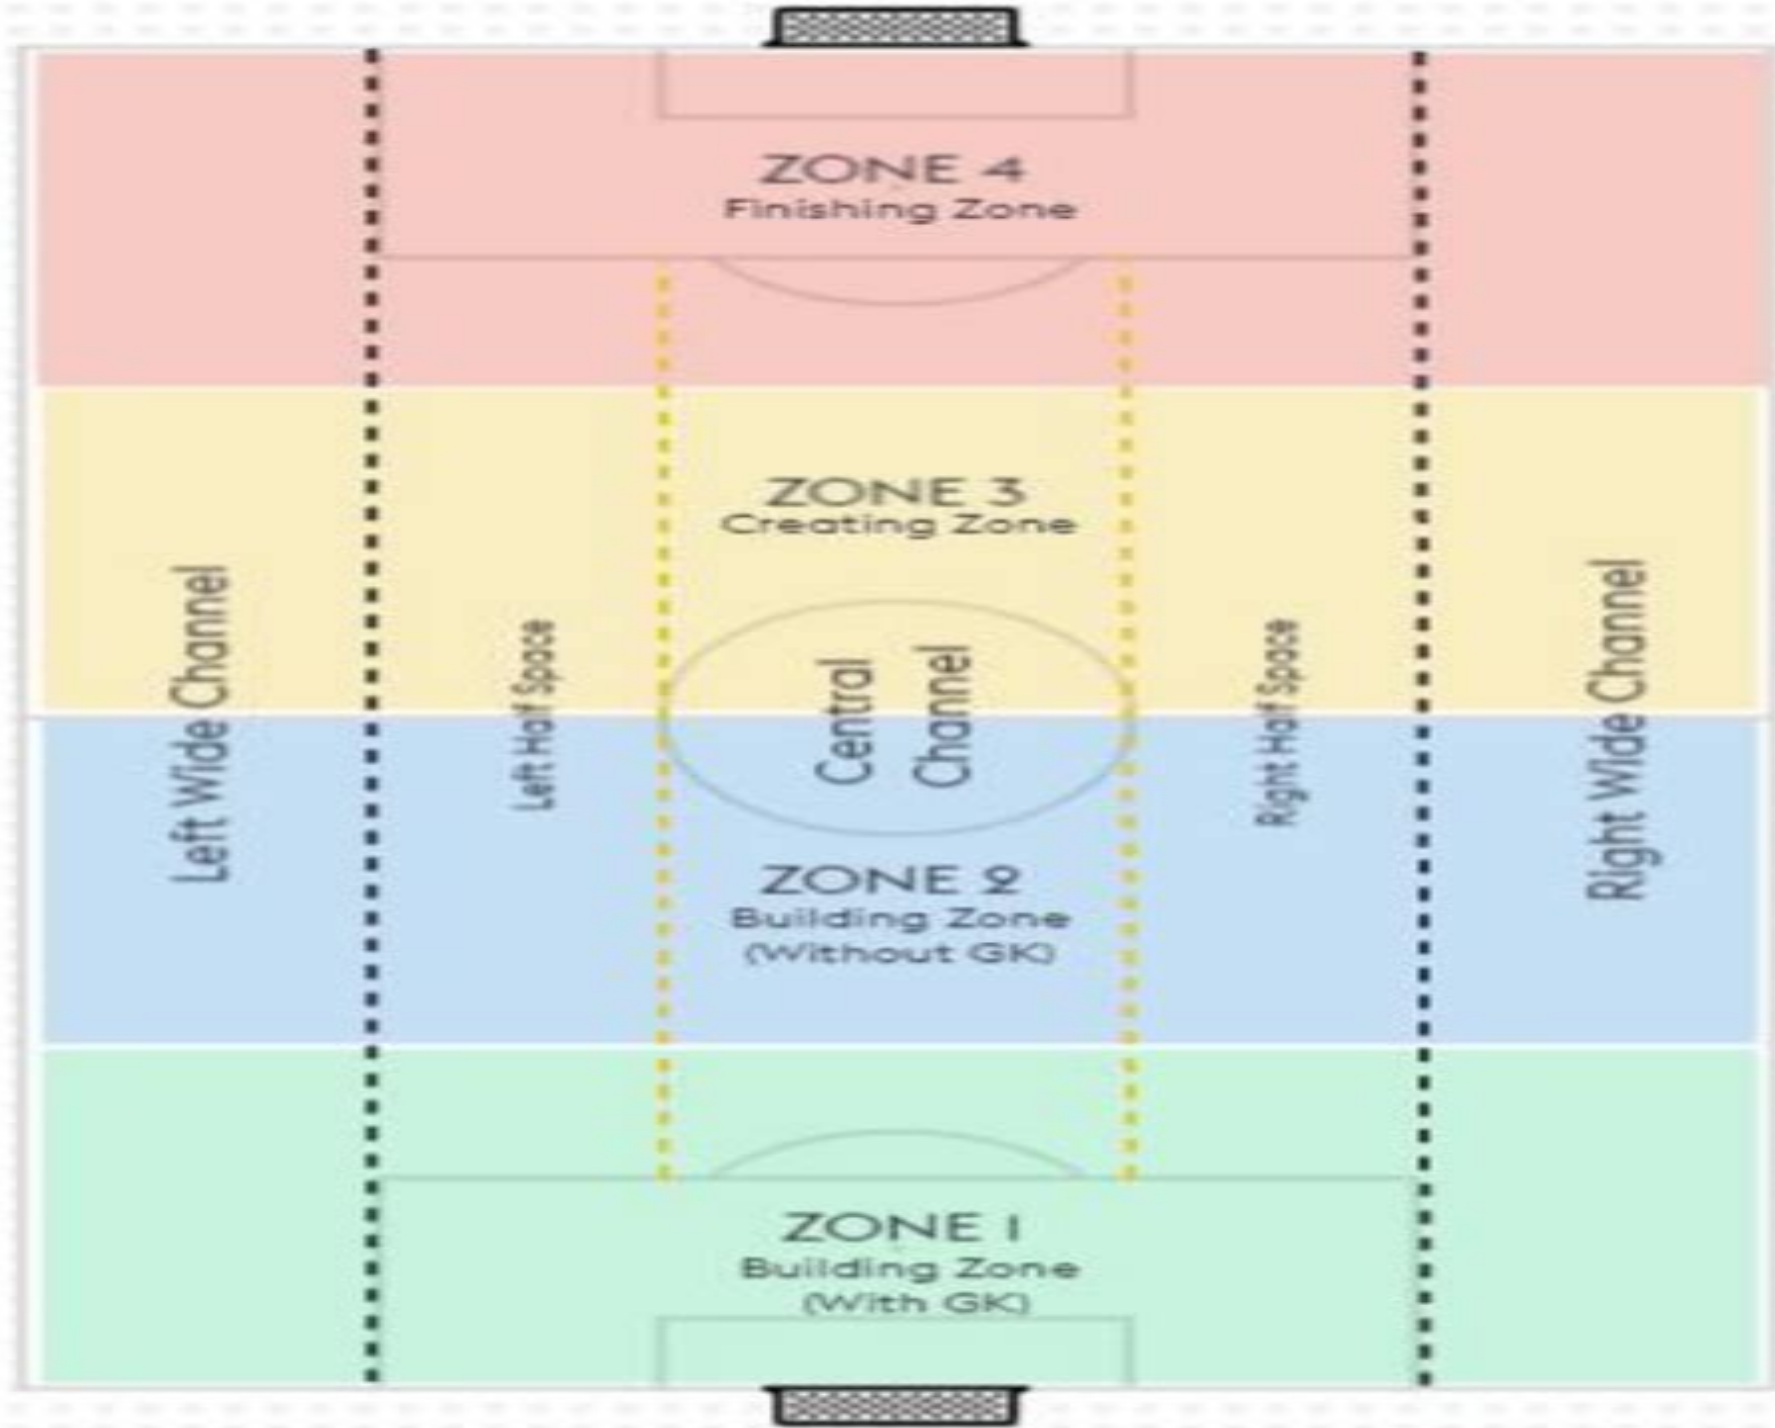 ZONE 4
Finishing Zone
ZONE 3
Creating Zone
Left Wide Channel
Left Half Space
Central
Channel
Right Half Space
Right Wide Channel
ZONE 2
Building Zone
(Without GK)
ZONE 1
Building Zone
(With GK)